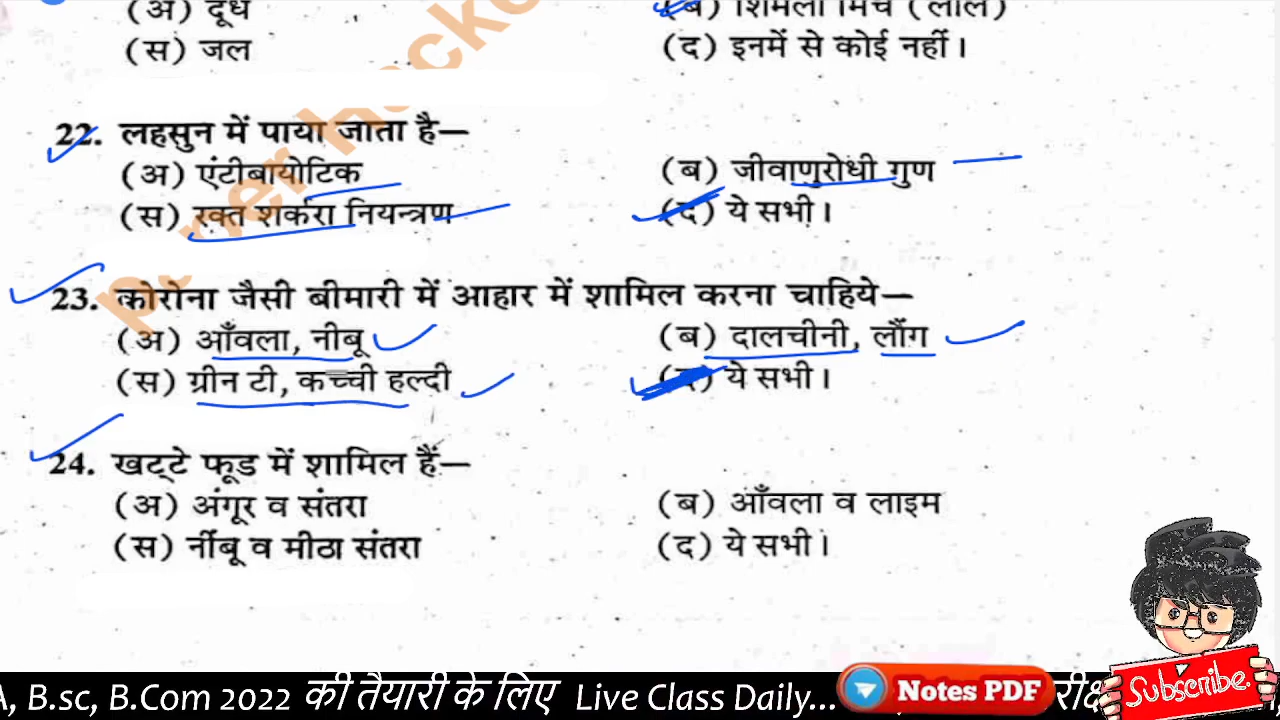 (अ) दूध (ब) शिमला मिर्च (लाल)
(स) जल (द) इनमें से कोई नहीं।
22. लहसुन में पाया जाता है—
(अ) एंटीबायोटिक (ब) जीवाणुरोधी गुण
(स) रक्त शर्करा नियन्त्रण (द) ये सभी।
23. कोरोना जैसी बीमारी में आहार में शामिल करना चाहिये—
(अ) आँवला, नीबू (ब) दालचीनी, लौंग
(स) ग्रीन टी, कच्ची हल्दी (द) ये सभी।
24. खट्टे फूड में शामिल हैं—
(अ) अंगूर व संतरा (ब) आँवला व लाइम
(स) नींबू व मीठा संतरा (द) ये सभी।
A, B.sc, B.Com 2022 की तैयारी के लिए Live Class Daily... Notes PDF
Subscribe.